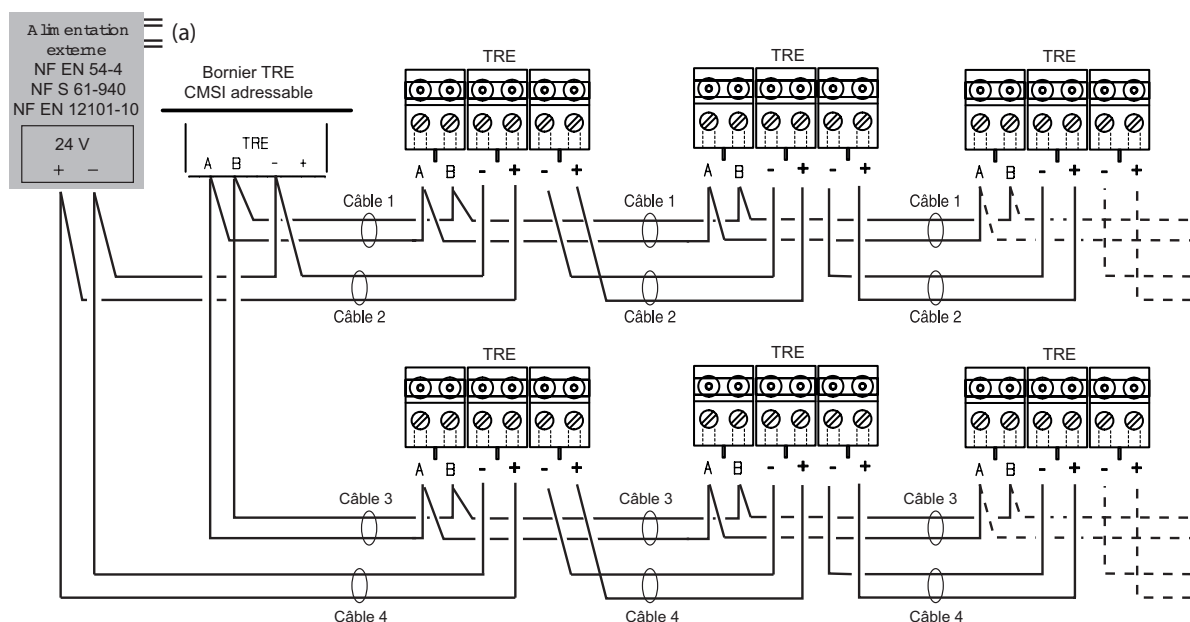 Alimentation
externe
NF EN 54-4
NF S 61-940
NF EN 12101-10
24 V
+ −
(a)
Bornier TRE
CMSI adressable
TRE
A B - +
TRE
A B - + - +
TRE
A B - + - +
TRE
A B - + - +
Câble 1
Câble 1
Câble 1
Câble 2
Câble 2
Câble 2
TRE
A B - + - +
TRE
A B - + - +
TRE
A B - + - +
Câble 3
Câble 3
Câble 3
Câble 4
Câble 4
Câble 4